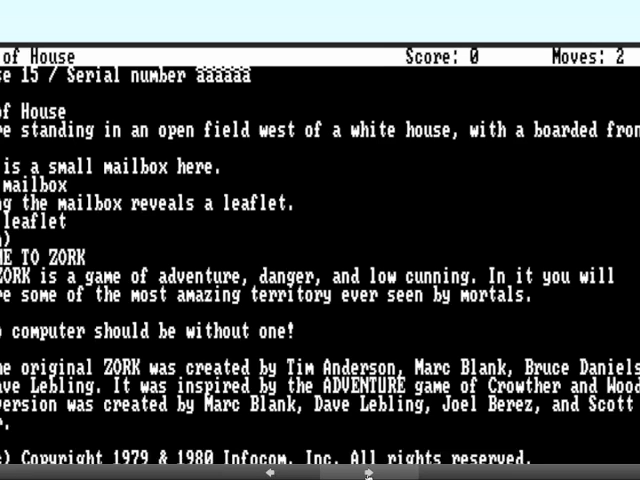 of House Score: 0 Moves: 2
se 15 / Serial number āāāāāā
of House
re standing in an open field west of a white house, with a boarded fron
is a small mailbox here.
mailbox
ng the mailbox reveals a leaflet.
leaflet
)
ME TO ZORK
ZORK is a game of adventure, danger, and low cunning. In it you will
re some of the most amazing territory ever seen by mortals.
o computer should be without one!
he original ZORK was created by Tim Anderson, Marc Blank, Bruce Daniels
ave Lebling. It was inspired by the ADVENTURE game of Crowther and Wood
version was created by Marc Blank, Dave Lebling, Joel Berez, and Scott
r.
c) Copyright 1979 & 1980 Infocom, Inc. All rights reserved.